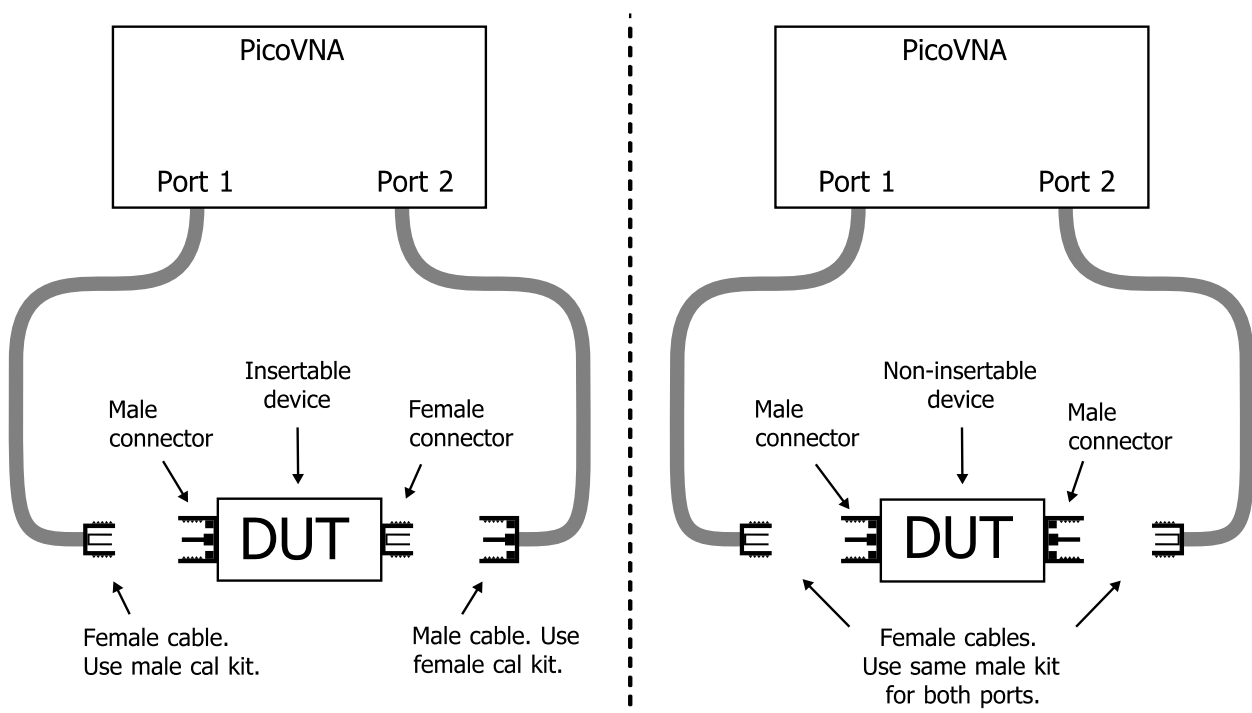 PicoVNA
Port 1
Port 2
Insertable
device
Male
connector
Female
connector
DUT
Female cable.
Use male cal kit.
Male cable. Use
female cal kit.
PicoVNA
Port 1
Port 2
Non-insertable
device
Male
connector
Male
connector
DUT
Female cables.
Use same male kit
for both ports.